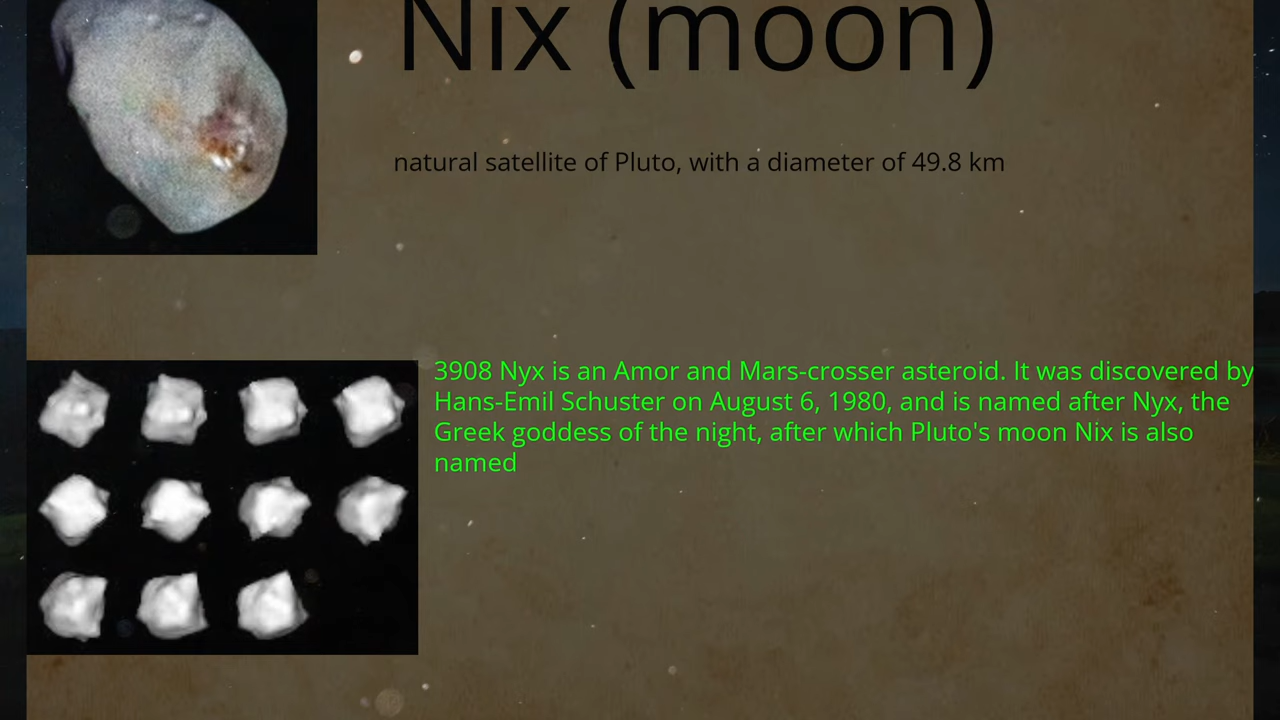 Nix (moon)
natural satellite of Pluto, with a diameter of 49.8 km
3908 Nyx is an Amor and Mars-crosser asteroid. It was discovered by
Hans-Emil Schuster on August 6, 1980, and is named after Nyx, the
Greek goddess of the night, after which Pluto's moon Nix is also
named